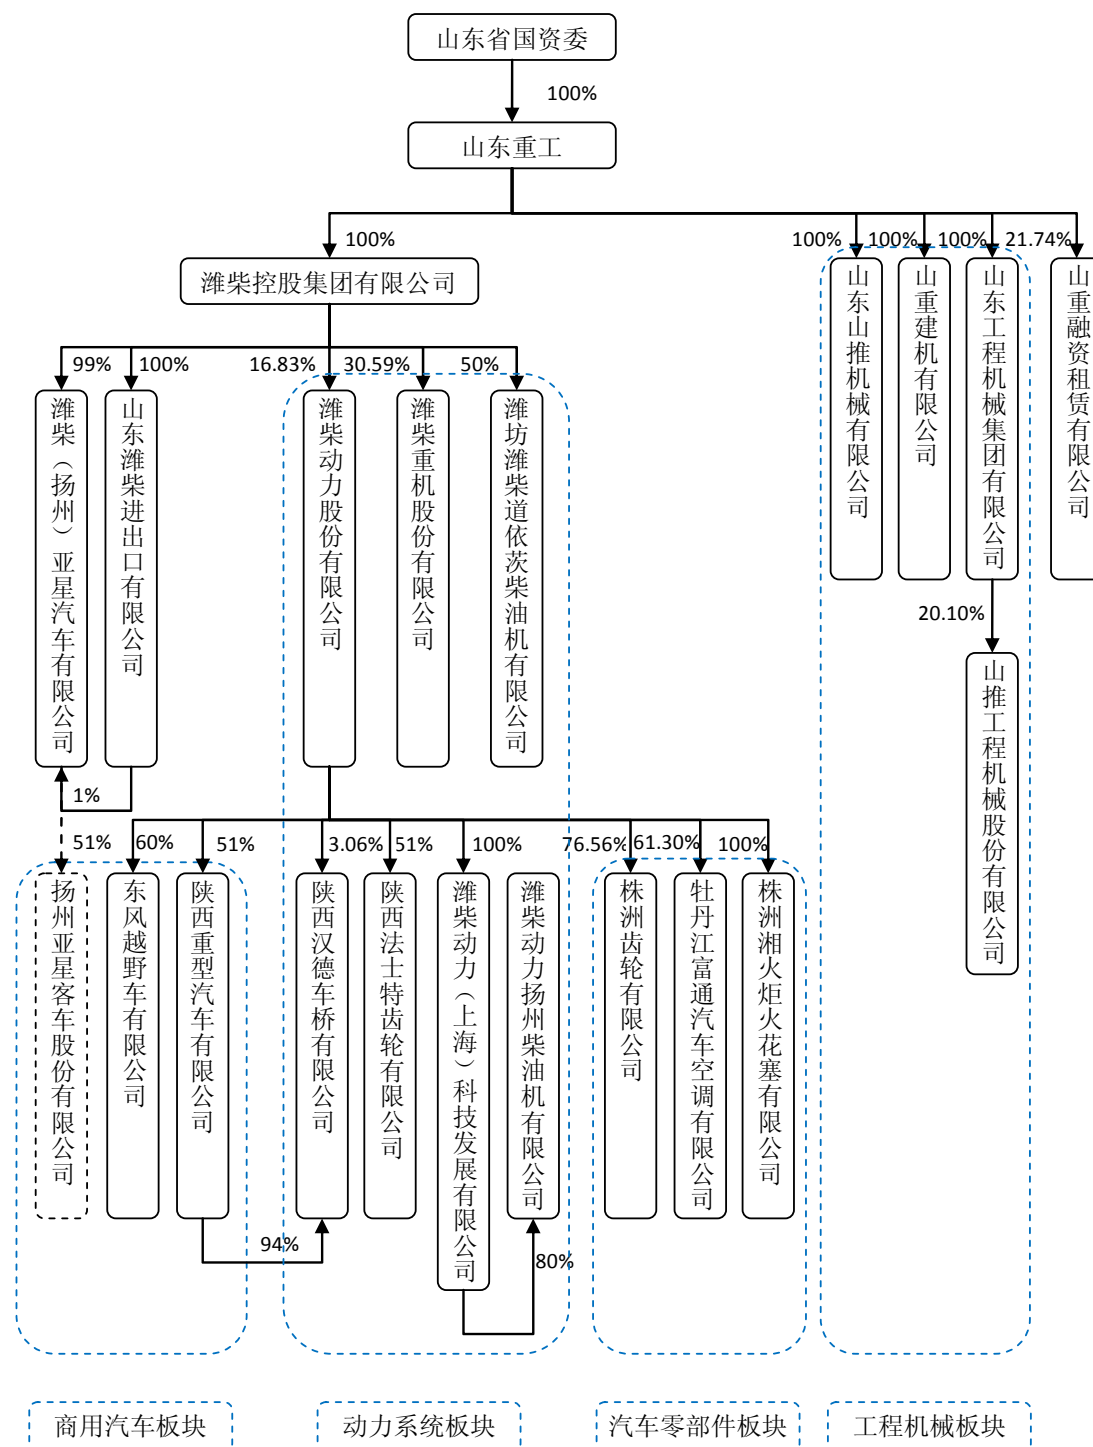 山东省国资委
100%
山东重工
100%
100%
100%
100%
21.74%
潍柴控股集团有限公司
山东山推机械有限公司
山重建机有限公司
山东工程机械集团有限公司
山重融资租赁有限公司
99%
100%
16.83%
30.59%
50%
潍柴（扬州）亚星汽车有限公司
山东潍柴进出口有限公司
潍柴动力股份有限公司
潍柴重机股份有限公司
潍坊潍柴道依茨柴油机有限公司
20.10%
山推工程机械股份有限公司
1%
51%
60%
51%
3.06%
51%
100%
76.56%
61.30%
100%
扬州亚星客车股份有限公司
东风越野车有限公司
陕西重型汽车有限公司
陕西汉德车桥有限公司
陕西法士特齿轮有限公司
潍柴动力（上海）科技发展有限公司
潍柴动力扬州柴油机有限公司
株洲齿轮有限公司
牡丹江富通汽车空调有限公司
株洲湘火炬火花塞有限公司
94%
80%
商用汽车板块
动力系统板块
汽车零部件板块
工程机械板块